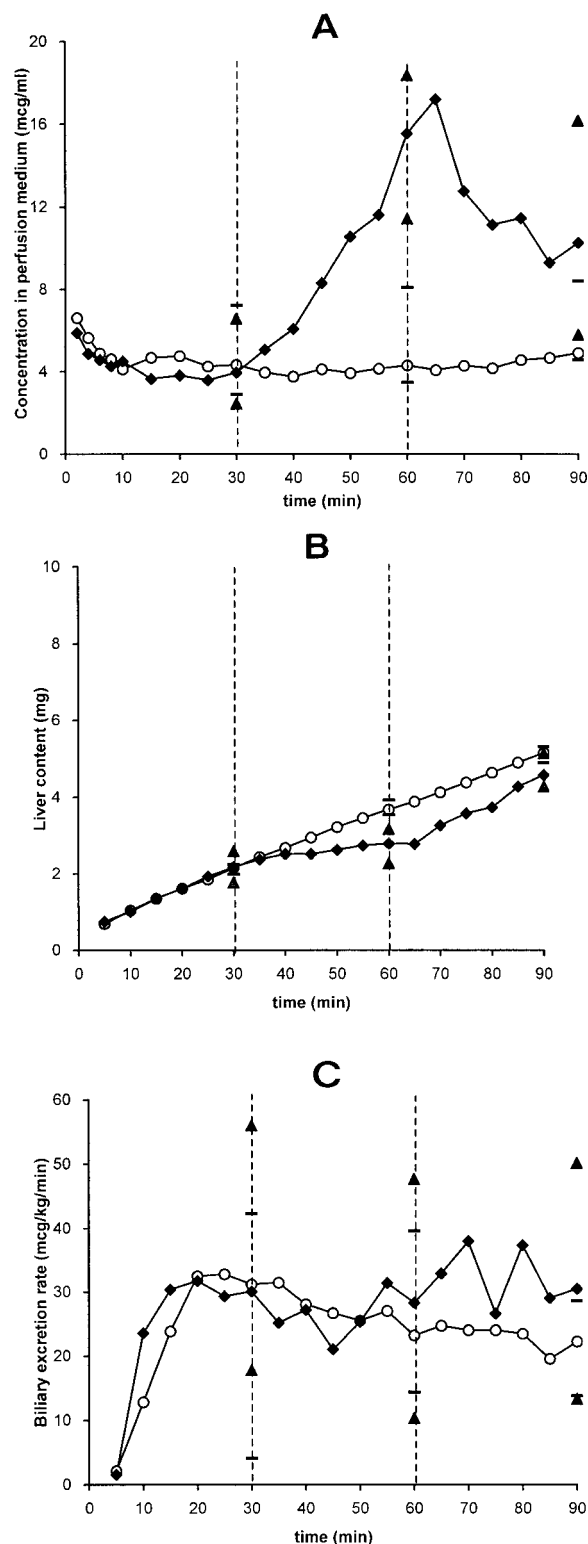 A
Concentration in perfusion medium (mcg/ml)
20
16
12
8
4
0
0 10 20 30 40 50 60 70 80 90
time (min)
B
Liver content (mg)
10
8
6
4
2
0
0 10 20 30 40 50 60 70 80 90
time (min)
C
Biliary excretion rate (mcg/kg/min)
60
50
40
30
20
10
0
0 10 20 30 40 50 60 70 80 90
time (min)